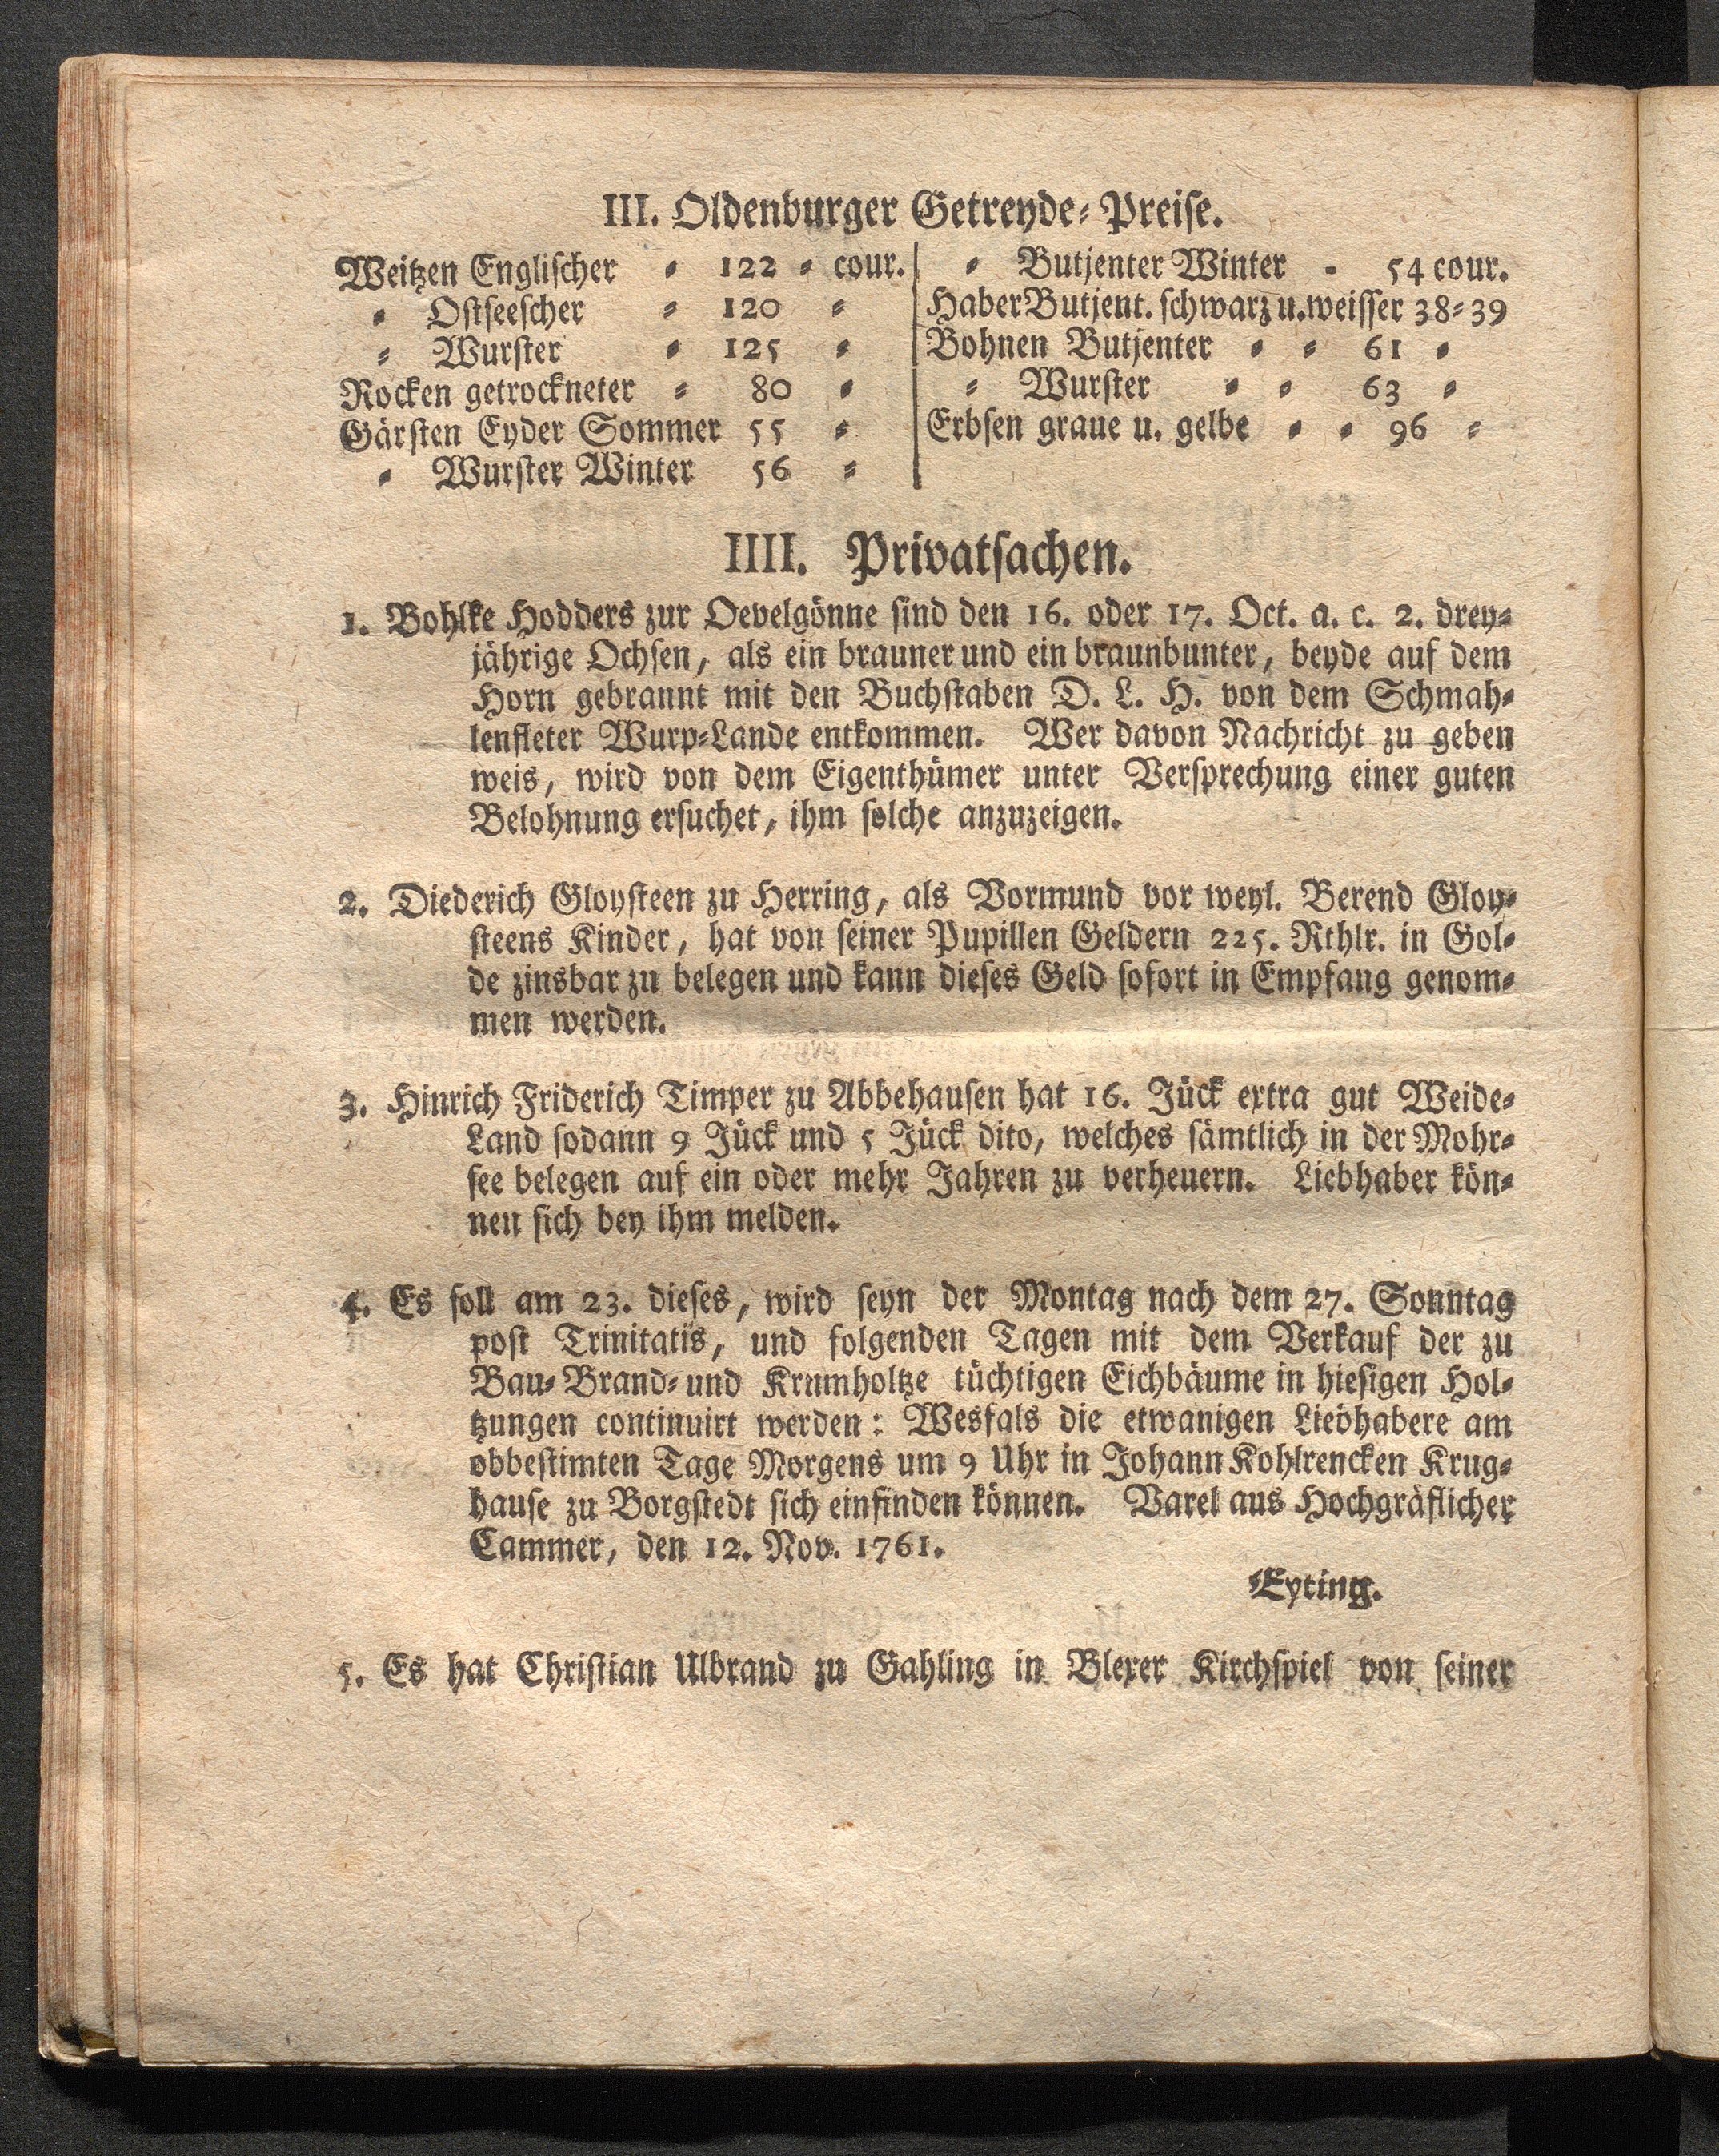 III. Oldenburger Getreyde⸗Preise.
Weitzen Englischer ⸗ 122 ⸗ cour.
⸗ Ostseescher ⸗ 120 ⸗
⸗ Wurster ⸗ 125 ⸗
Rocken getrockneter ⸗ 80 ⸗
Gärsten Eyder Sommer 55 ⸗
⸗ Wurster Winter 56 ⸗
⸗ Butjenter Winter - 54 cour.
Haber Butjent. schwarz u. weisser 38⸗39
Bohnen Butjenter ⸗ ⸗ 61 ⸗
⸗ Wurster ⸗ ⸗ 63 ⸗
Erbsen graue u. gelbe ⸗ ⸗ 96 ⸗
IIII. Privatsachen.
1. Bohlke Hodders zur Oevelgönne sind den 16. oder 17. Oct. a. c. 2. drey⸗
jährige Ochsen, als ein brauner und ein braunbunter, beyde auf dem
Horn gebrannt mit den Buchstaben D. L. H. von dem Schmah⸗
lenfleter Wurp⸗Lande entkommen. Wer davon Nachricht zu geben
weis, wird von dem Eigenthümer unter Versprechung einer guten
Belohnung ersuchet, ihm solche anzuzeigen.
2. Diederich Gloysteen zu Herring, als Vormund vor weyl. Berend Gloy⸗
steens Kinder, hat von seiner Pupillen Geldern 225. Rthlr. in Gol⸗
de zinsbar zu belegen und kann dieses Geld sofort in Empfang genom⸗
men werden.
3. Hinrich Friderich Timper zu Abbehausen hat 16. Jück extra gut Weide⸗
Land sodann 9 Jück und 5 Jück dito, welches sämtlich in der Mohr⸗
see belegen auf ein oder mehr Jahren zu verheuern. Liebhaber kön⸗
nen sich bey ihm melden.
4. Es soll am 23. dieses, wird seyn der Montag nach dem 27. Sonntag
post Trinitatis, und folgenden Tagen mit dem Verkauf der zu
Bau⸗Brand⸗und Krumholtze tüchtigen Eichbäume in hiesigen Hol⸗
tzungen continuirt werden: Wesfals die etwanigen Liebhabere am
obbestimten Tage Morgens um 9 Uhr in Johann Kohlrencken Krug⸗
hause zu Borgstedt sich einfinden können. Varel aus Hochgräflicher
Cammer, den 12. Nov. 1761.
Eyting.
5. Es hat Christian Ulbrand zu Gahling in Blexer Kirchspiel von seiner